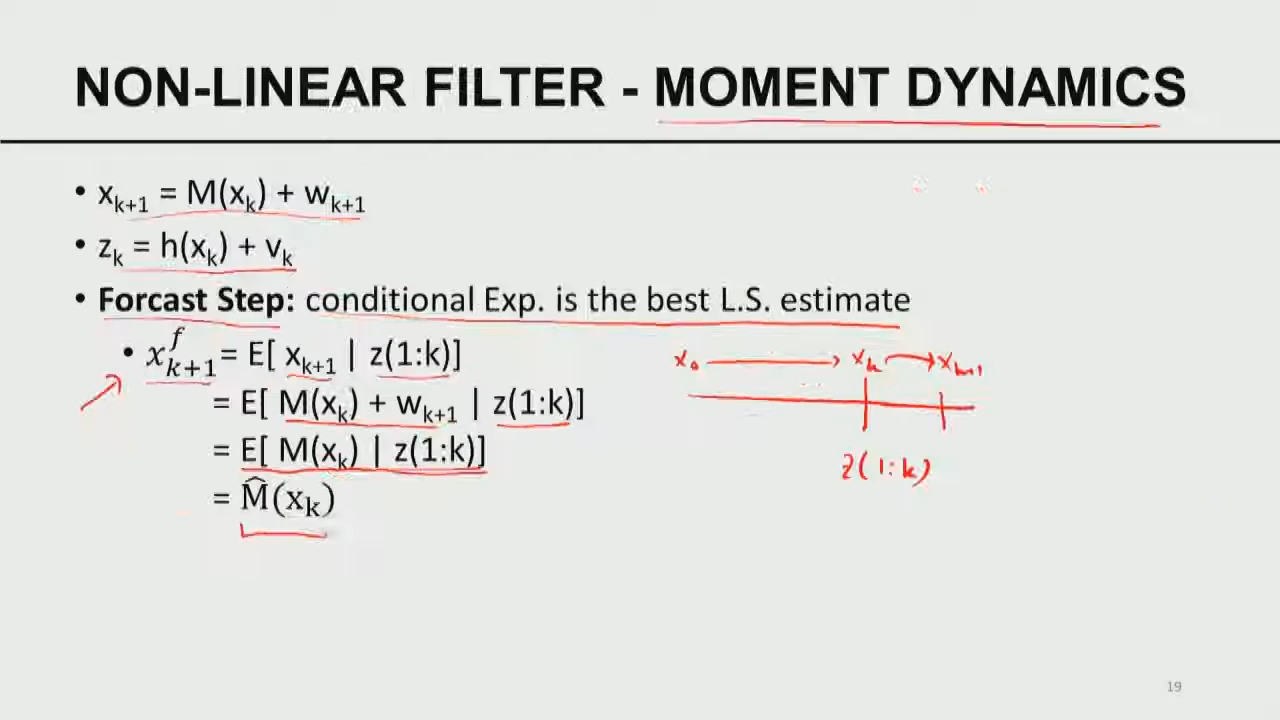 NON-LINEAR FILTER - MOMENT DYNAMICS
• xₖ₊₁ = M(xₖ) + wₖ₊₁
• zₖ = h(xₖ) + vₖ
• Forcast Step: conditional Exp. is the best L.S. estimate
• x^f_{k+1} = E[ xₖ₊₁ | z(1:k)]
= E[ M(xₖ) + wₖ₊₁ | z(1:k)]
= E[ M(xₖ) | z(1:k)]
= M̂(xₖ)
x₀ → xₖ → xₖ₊₁
z(1:k)
19